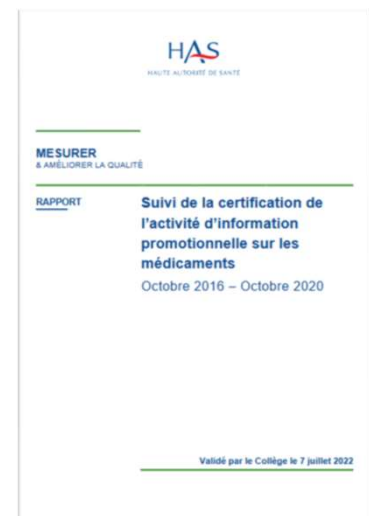 HAS
HAUTE AUTORITÉ DE SANTÉ
MESURER
& AMÉLIORER LA QUALITÉ
RAPPORT
Suivi de la certification de
l'activité d'information
promotionnelle sur les
médicaments
Octobre 2016 – Octobre 2020
Validé par le Collège le 7 juillet 2022